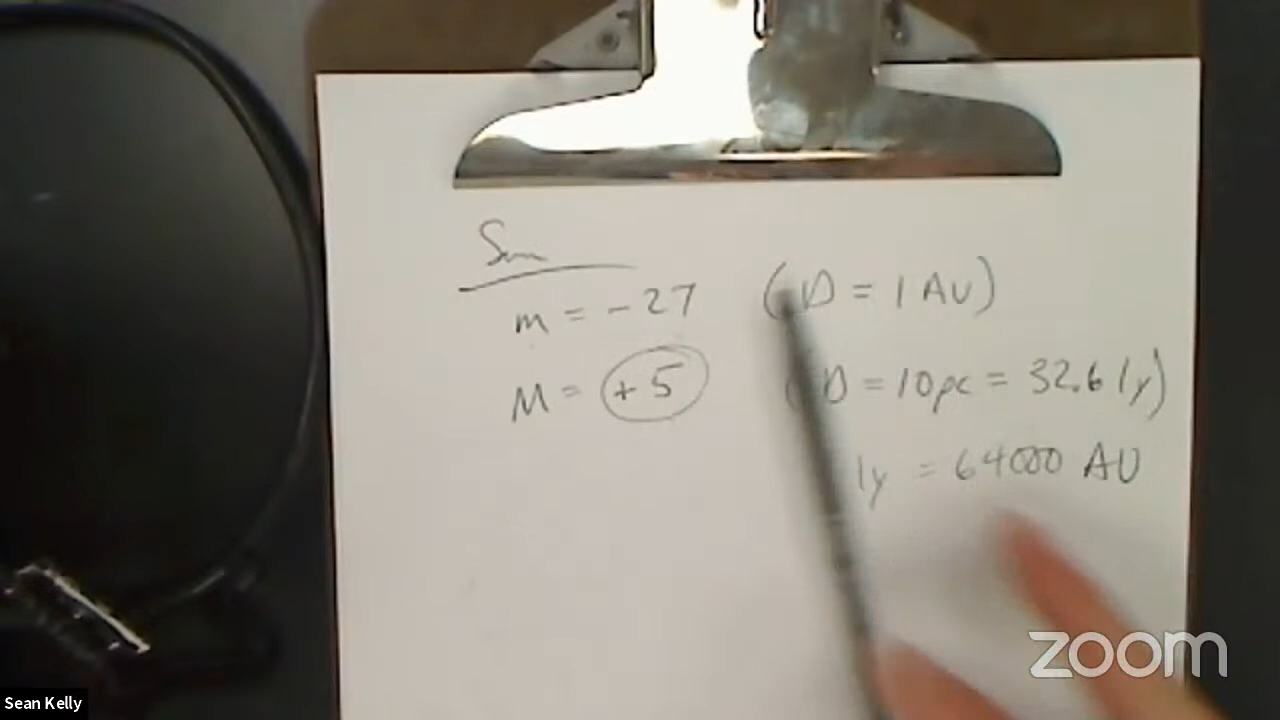 Sun
m = -27 (D = 1 AU)
M = +5 (D = 10pc = 32.6 ly)
ly = 64000 AU
zoom
Sean Kelly